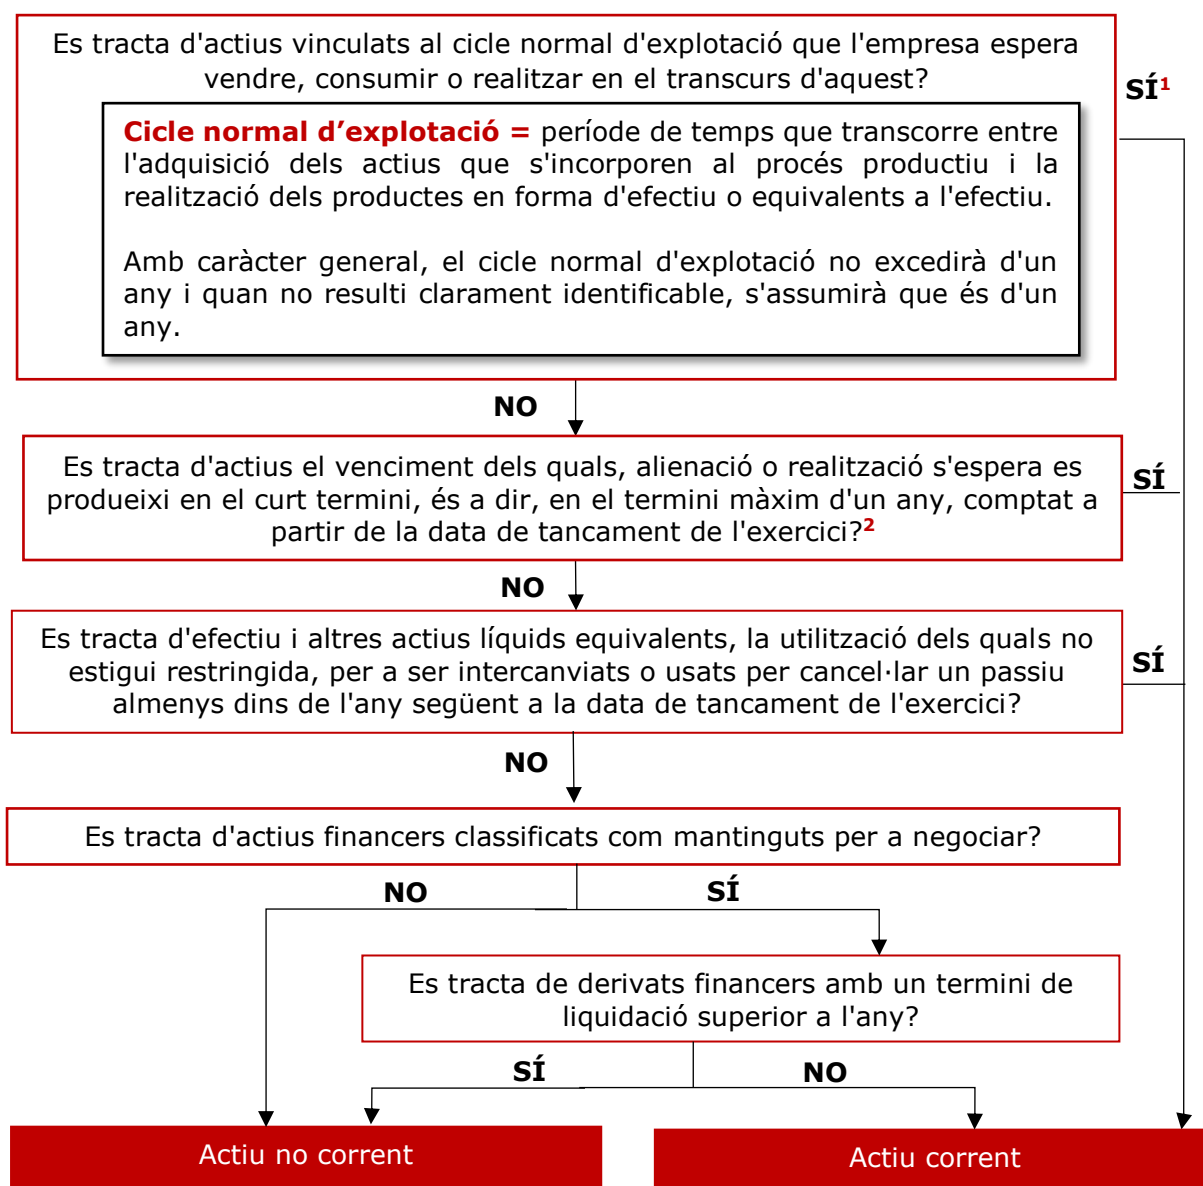 Es tracta d'actius vinculats al cicle normal d'explotació que l'empresa espera
vendre, consumir o realitzar en el transcurs d'aquest?
SÍ¹
Cicle normal d’explotació = període de temps que transcorre entre
l'adquisició dels actius que s'incorporen al procés productiu i la
realització dels productes en forma d'efectiu o equivalents a l'efectiu.
Amb caràcter general, el cicle normal d'explotació no excedirà d'un
any i quan no resulti clarament identificable, s'assumirà que és d'un
any.
NO
Es tracta d'actius el venciment dels quals, alienació o realització s'espera es
produeixi en el curt termini, és a dir, en el termini màxim d'un any, comptat a
partir de la data de tancament de l'exercici?²
SÍ
NO
Es tracta d'efectiu i altres actius líquids equivalents, la utilització dels quals no
estigui restringida, per a ser intercanviats o usats per cancel·lar un passiu
almenys dins de l'any següent a la data de tancament de l'exercici?
SÍ
NO
Es tracta d'actius financers classificats com mantinguts per a negociar?
NO
SÍ
Es tracta de derivats financers amb un termini de
liquidació superior a l'any?
SÍ
NO
Actiu no corrent
Actiu corrent